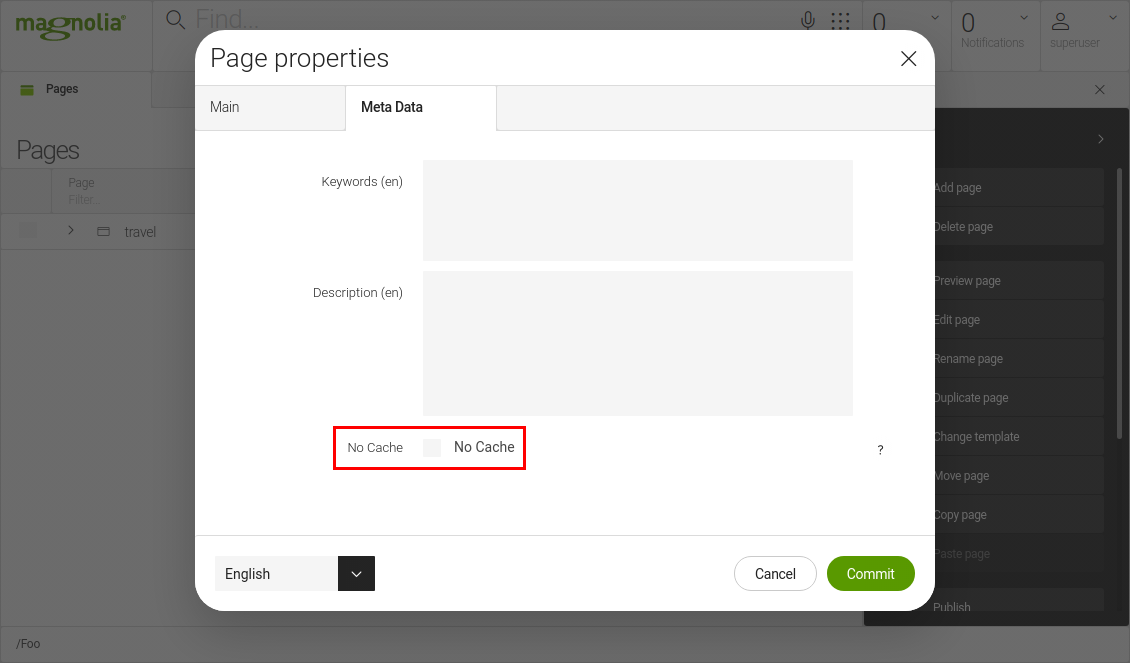 magnolia®
Find...
0
0
Notifications
superuser
Pages
Pages
Page
Filter...
travel
Page properties
Main
Meta Data
Keywords (en)
Description (en)
No Cache
No Cache
?
English
Cancel
Commit
Add page
Delete page
Preview page
Edit page
Rename page
Duplicate page
Change template
Move page
Copy page
Paste page
Publish
/Foo